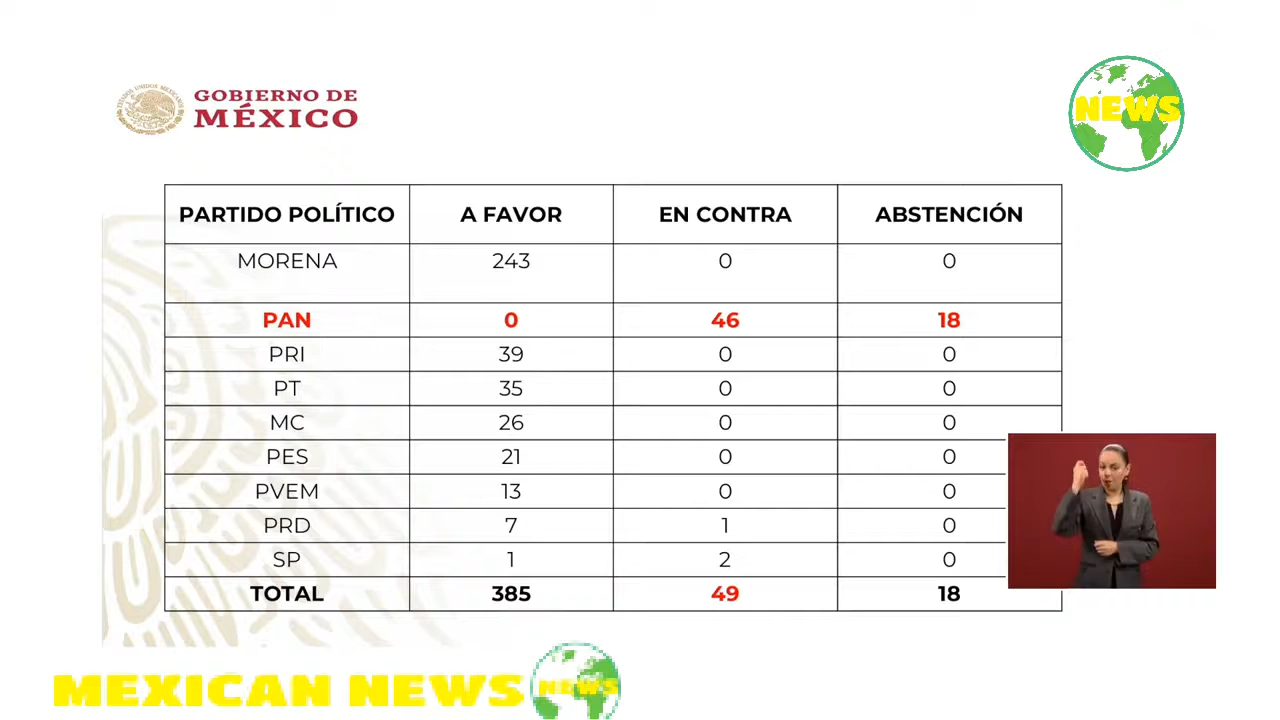 GOBIERNO DE
MÉXICO
NEWS
PARTIDO POLÍTICO A FAVOR EN CONTRA ABSTENCIÓN
MORENA 243 0 0
PAN 0 46 18
PRI 39 0 0
PT 35 0 0
MC 26 0 0
PES 21 0 0
PVEM 13 0 0
PRD 7 1 0
SP 1 2 0
TOTAL 385 49 18
MEXICAN NEWS
NEWS